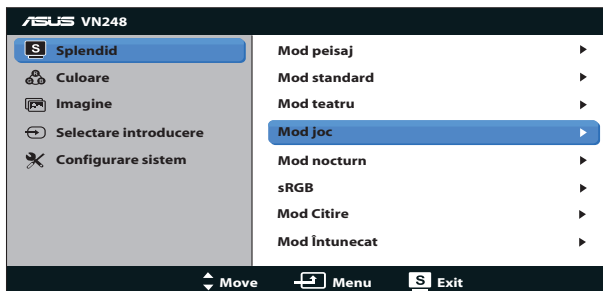 ASUS VN248
S Splendid
Culoare
Imagine
Selectare introducere
Configurare sistem
Mod peisaj
Mod standard
Mod teatru
Mod joc
Mod nocturn
sRGB
Mod Citire
Mod Întunecat
Move Menu S Exit